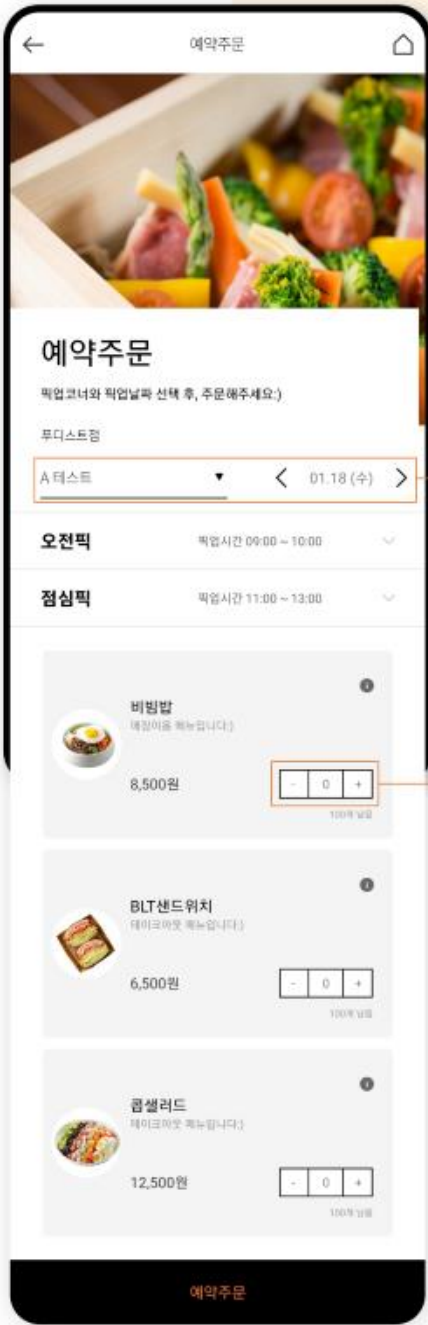 예약주문
예약주문
픽업코너와 픽업날짜 선택 후, 주문해주세요:)
푸디스트점
A 테스트 ▼ < 01.18 (수) >
오전픽 픽업시간 09:00 ~ 10:00
점심픽 픽업시간 11:00 ~ 13:00
비빔밥
매장이용 메뉴입니다:)
8,500원 - 0 +
100개 남음
BLT샌드위치
테이크아웃 메뉴입니다:)
6,500원 - 0 +
100개 남음
콥샐러드
테이크아웃 메뉴입니다:)
12,500원 - 0 +
100개 남음
예약주문